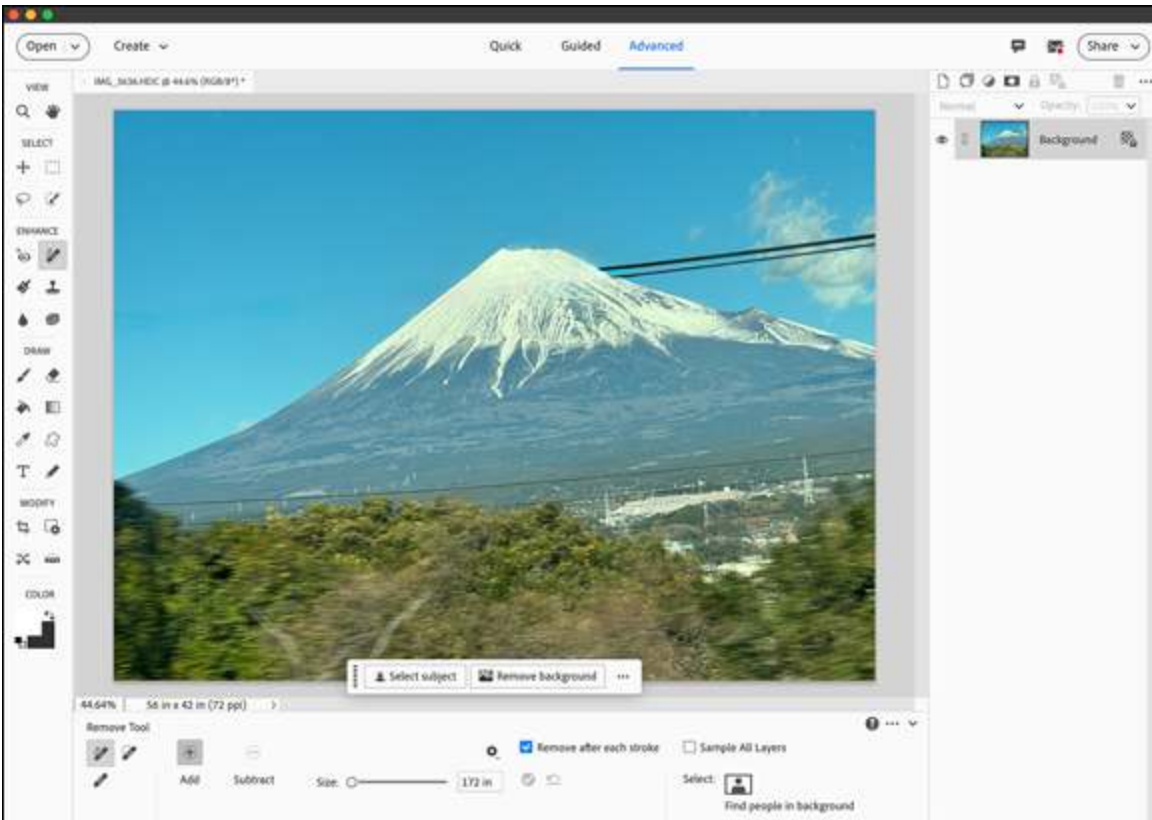 Open
Create
Quick
Guided
Advanced
Share
VIEW
SELECT
ENHANCE
DRAW
MODIFY
COLOR
Normal
Opacity:
Background
Select subject
Remove background
44.64%
56 in x 42 in (72 ppi)
Remove Tool
Add
Subtract
Size:
172 in
Remove after each stroke
Sample All Layers
Select:
Find people in background